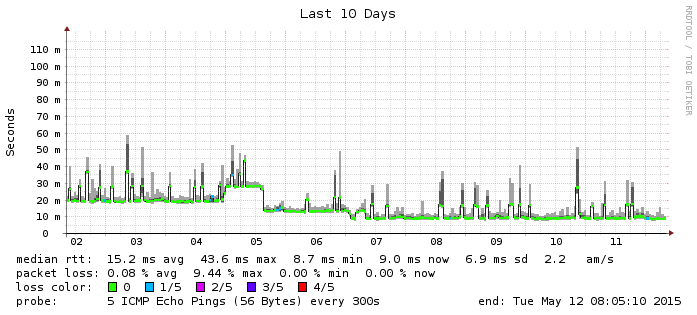 Last 10 Days
RRDTOOL / TOBI OETIKER
Seconds
110 m
100 m
90 m
80 m
70 m
60 m
50 m
40 m
30 m
20 m
10 m
0
02 03 04 05 06 07 08 09 10 11
median rtt: 15.2 ms avg 43.6 ms max 8.7 ms min 9.0 ms now 6.9 ms sd 2.2 am/s
packet loss: 0.08 % avg 9.44 % max 0.00 % min 0.00 % now
loss color: 0 1/5 2/5 3/5 4/5
probe: 5 ICMP Echo Pings (56 Bytes) every 300s end: Tue May 12 08:05:10 2015